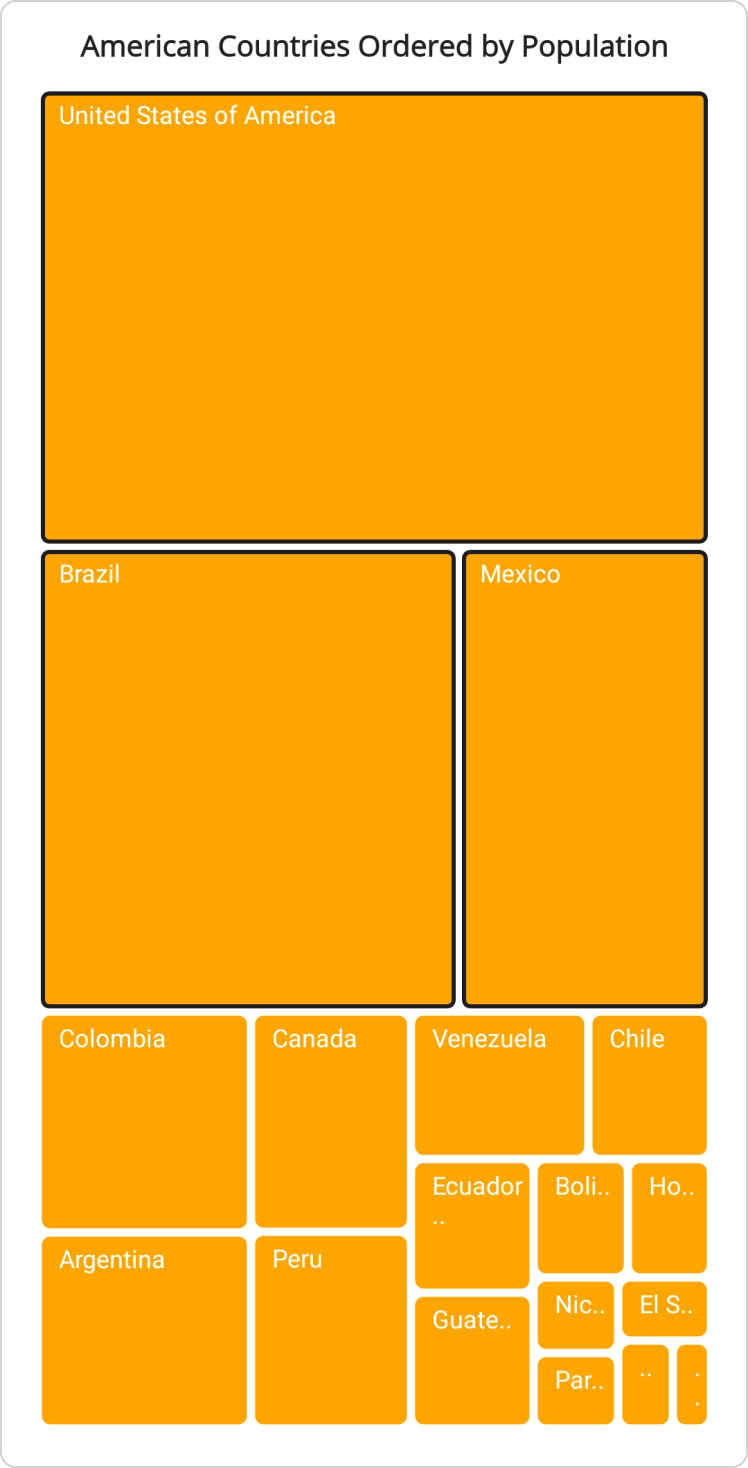 American Countries Ordered by Population
United States of America
Brazil
Mexico
Colombia
Canada
Venezuela
Chile
Ecuador
..
Boli..
Ho..
Argentina
Peru
Guate..
Nic..
El S..
Par..
..
.
.